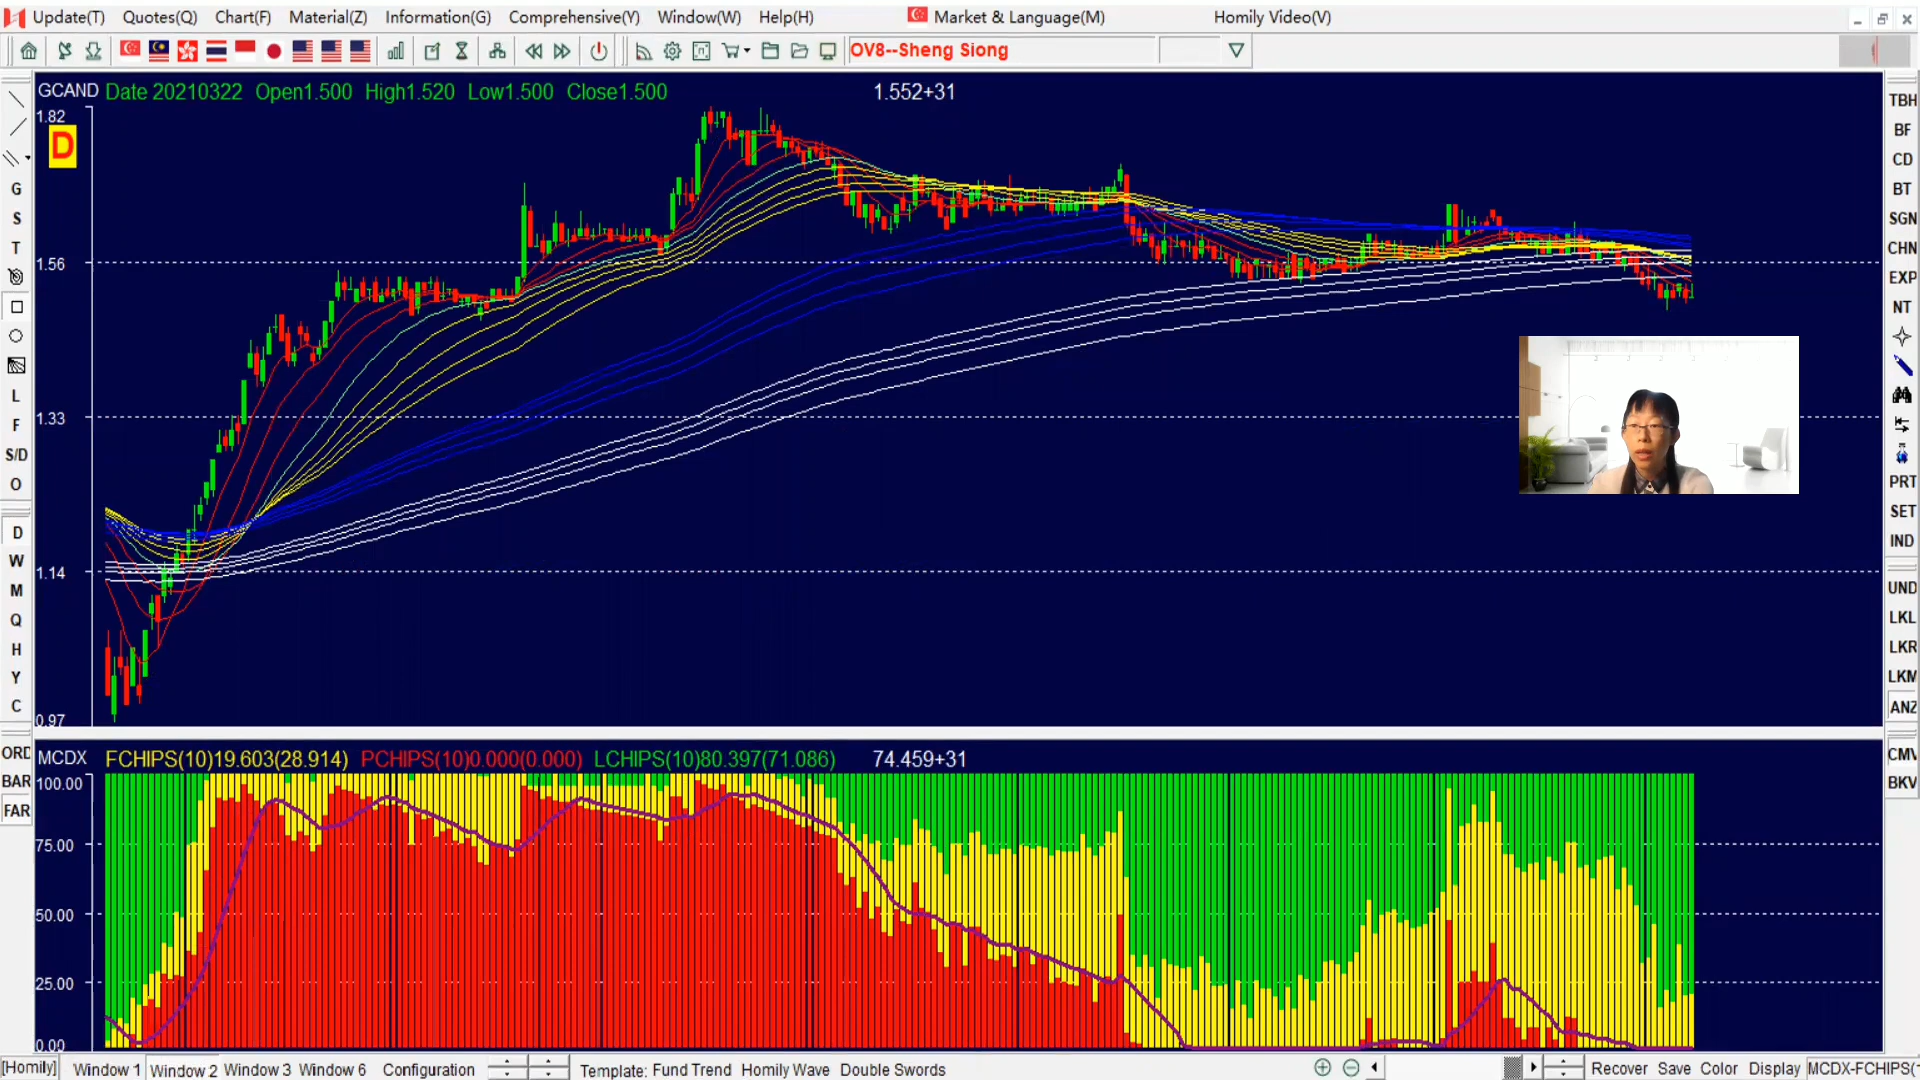 Update(T) Quotes(Q) Chart(F) Material(Z) Information(G) Comprehensive(Y) Window(W) Help(H) Market & Language(M) Homily Video(V)
OV8--Sheng Siong
GCAND Date 20210322 Open1.500 High1.520 Low1.500 Close1.500 1.552+31
1.82
D
1.56
1.33
1.14
0.97
MCDX FCHIPS(10)19.603(28.914) PCHIPS(10)0.000(0.000) LCHIPS(10)80.397(71.086) 74.459+31
100.00
75.00
50.00
25.00
0.00
G
S
T
L
F
S/D
O
D
W
M
Q
H
Y
C
ORD
BAR
FAR
TBH
BF
CD
BT
SGN
CHN
EXP
NT
PRT
SET
IND
UND
LKL
LKR
LKM
ANZ
CMV
BKV
[Homily] Window 1 Window 2 Window 3 Window 6 Configuration Template: Fund Trend Homily Wave Double Swords Recover Save Color Display MCDX-FCHIPS(